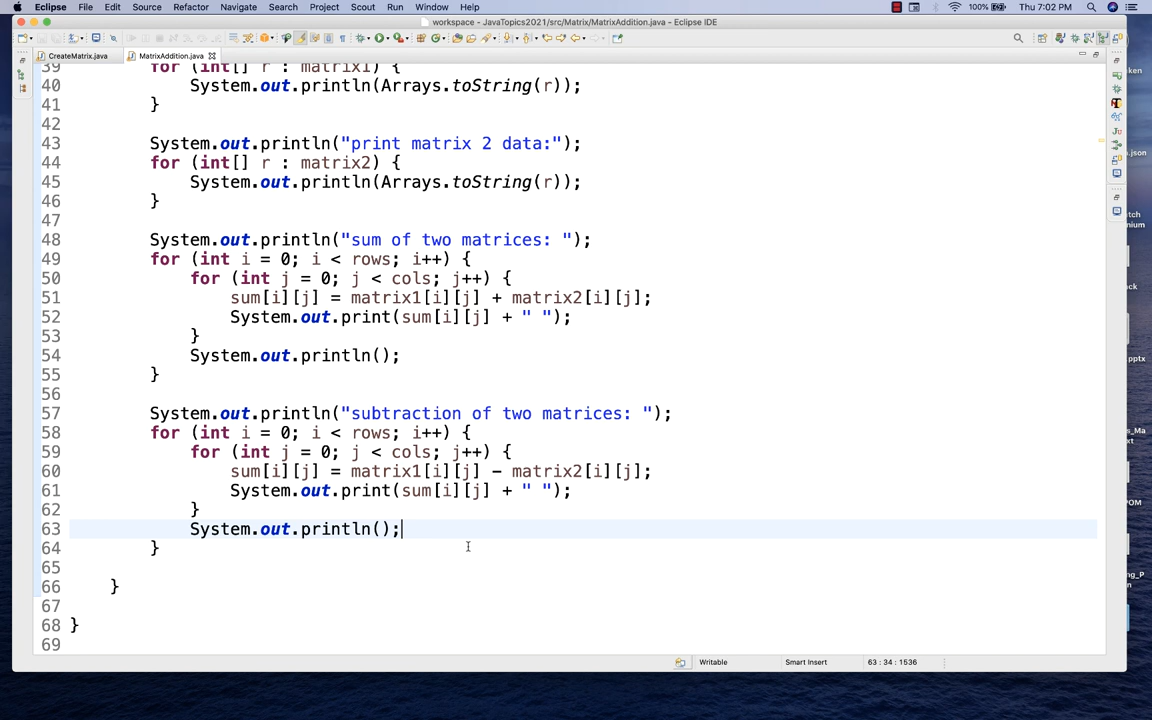 Eclipse File Edit Source Refactor Navigate Search Project Scout Run Window Help 100% Thu 7:02 PM
workspace - JavaTopics2021/src/Matrix/MatrixAddition.java - Eclipse IDE
CreateMatrix.java MatrixAddition.java
39 for (int[] r : matrix1) {
40 System.out.println(Arrays.toString(r));
41 }
42
43 System.out.println("print matrix 2 data:");
44 for (int[] r : matrix2) {
45 System.out.println(Arrays.toString(r));
46 }
47
48 System.out.println("sum of two matrices: ");
49 for (int i = 0; i < rows; i++) {
50 for (int j = 0; j < cols; j++) {
51 sum[i][j] = matrix1[i][j] + matrix2[i][j];
52 System.out.print(sum[i][j] + " ");
53 }
54 System.out.println();
55 }
56
57 System.out.println("subtraction of two matrices: ");
58 for (int i = 0; i < rows; i++) {
59 for (int j = 0; j < cols; j++) {
60 sum[i][j] = matrix1[i][j] - matrix2[i][j];
61 System.out.print(sum[i][j] + " ");
62 }
63 System.out.println();
64 }
65
66 }
67
68 }
69
Writable Smart Insert 63 : 34 : 1536